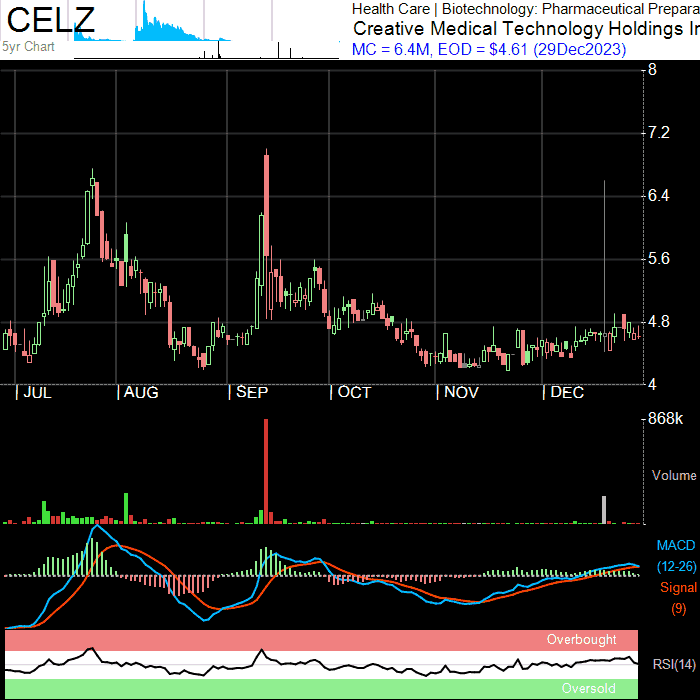 CELZ
Health Care | Biotechnology: Pharmaceutical Prepara
Creative Medical Technology Holdings In
5yr Chart
MC = 6.4M, EOD = $4.61 (29Dec2023)
8
7.2
6.4
5.6
4.8
4
JUL AUG SEP OCT NOV DEC
868k
Volume
MACD
(12-26)
Signal
(9)
Overbought
RSI(14)
Oversold